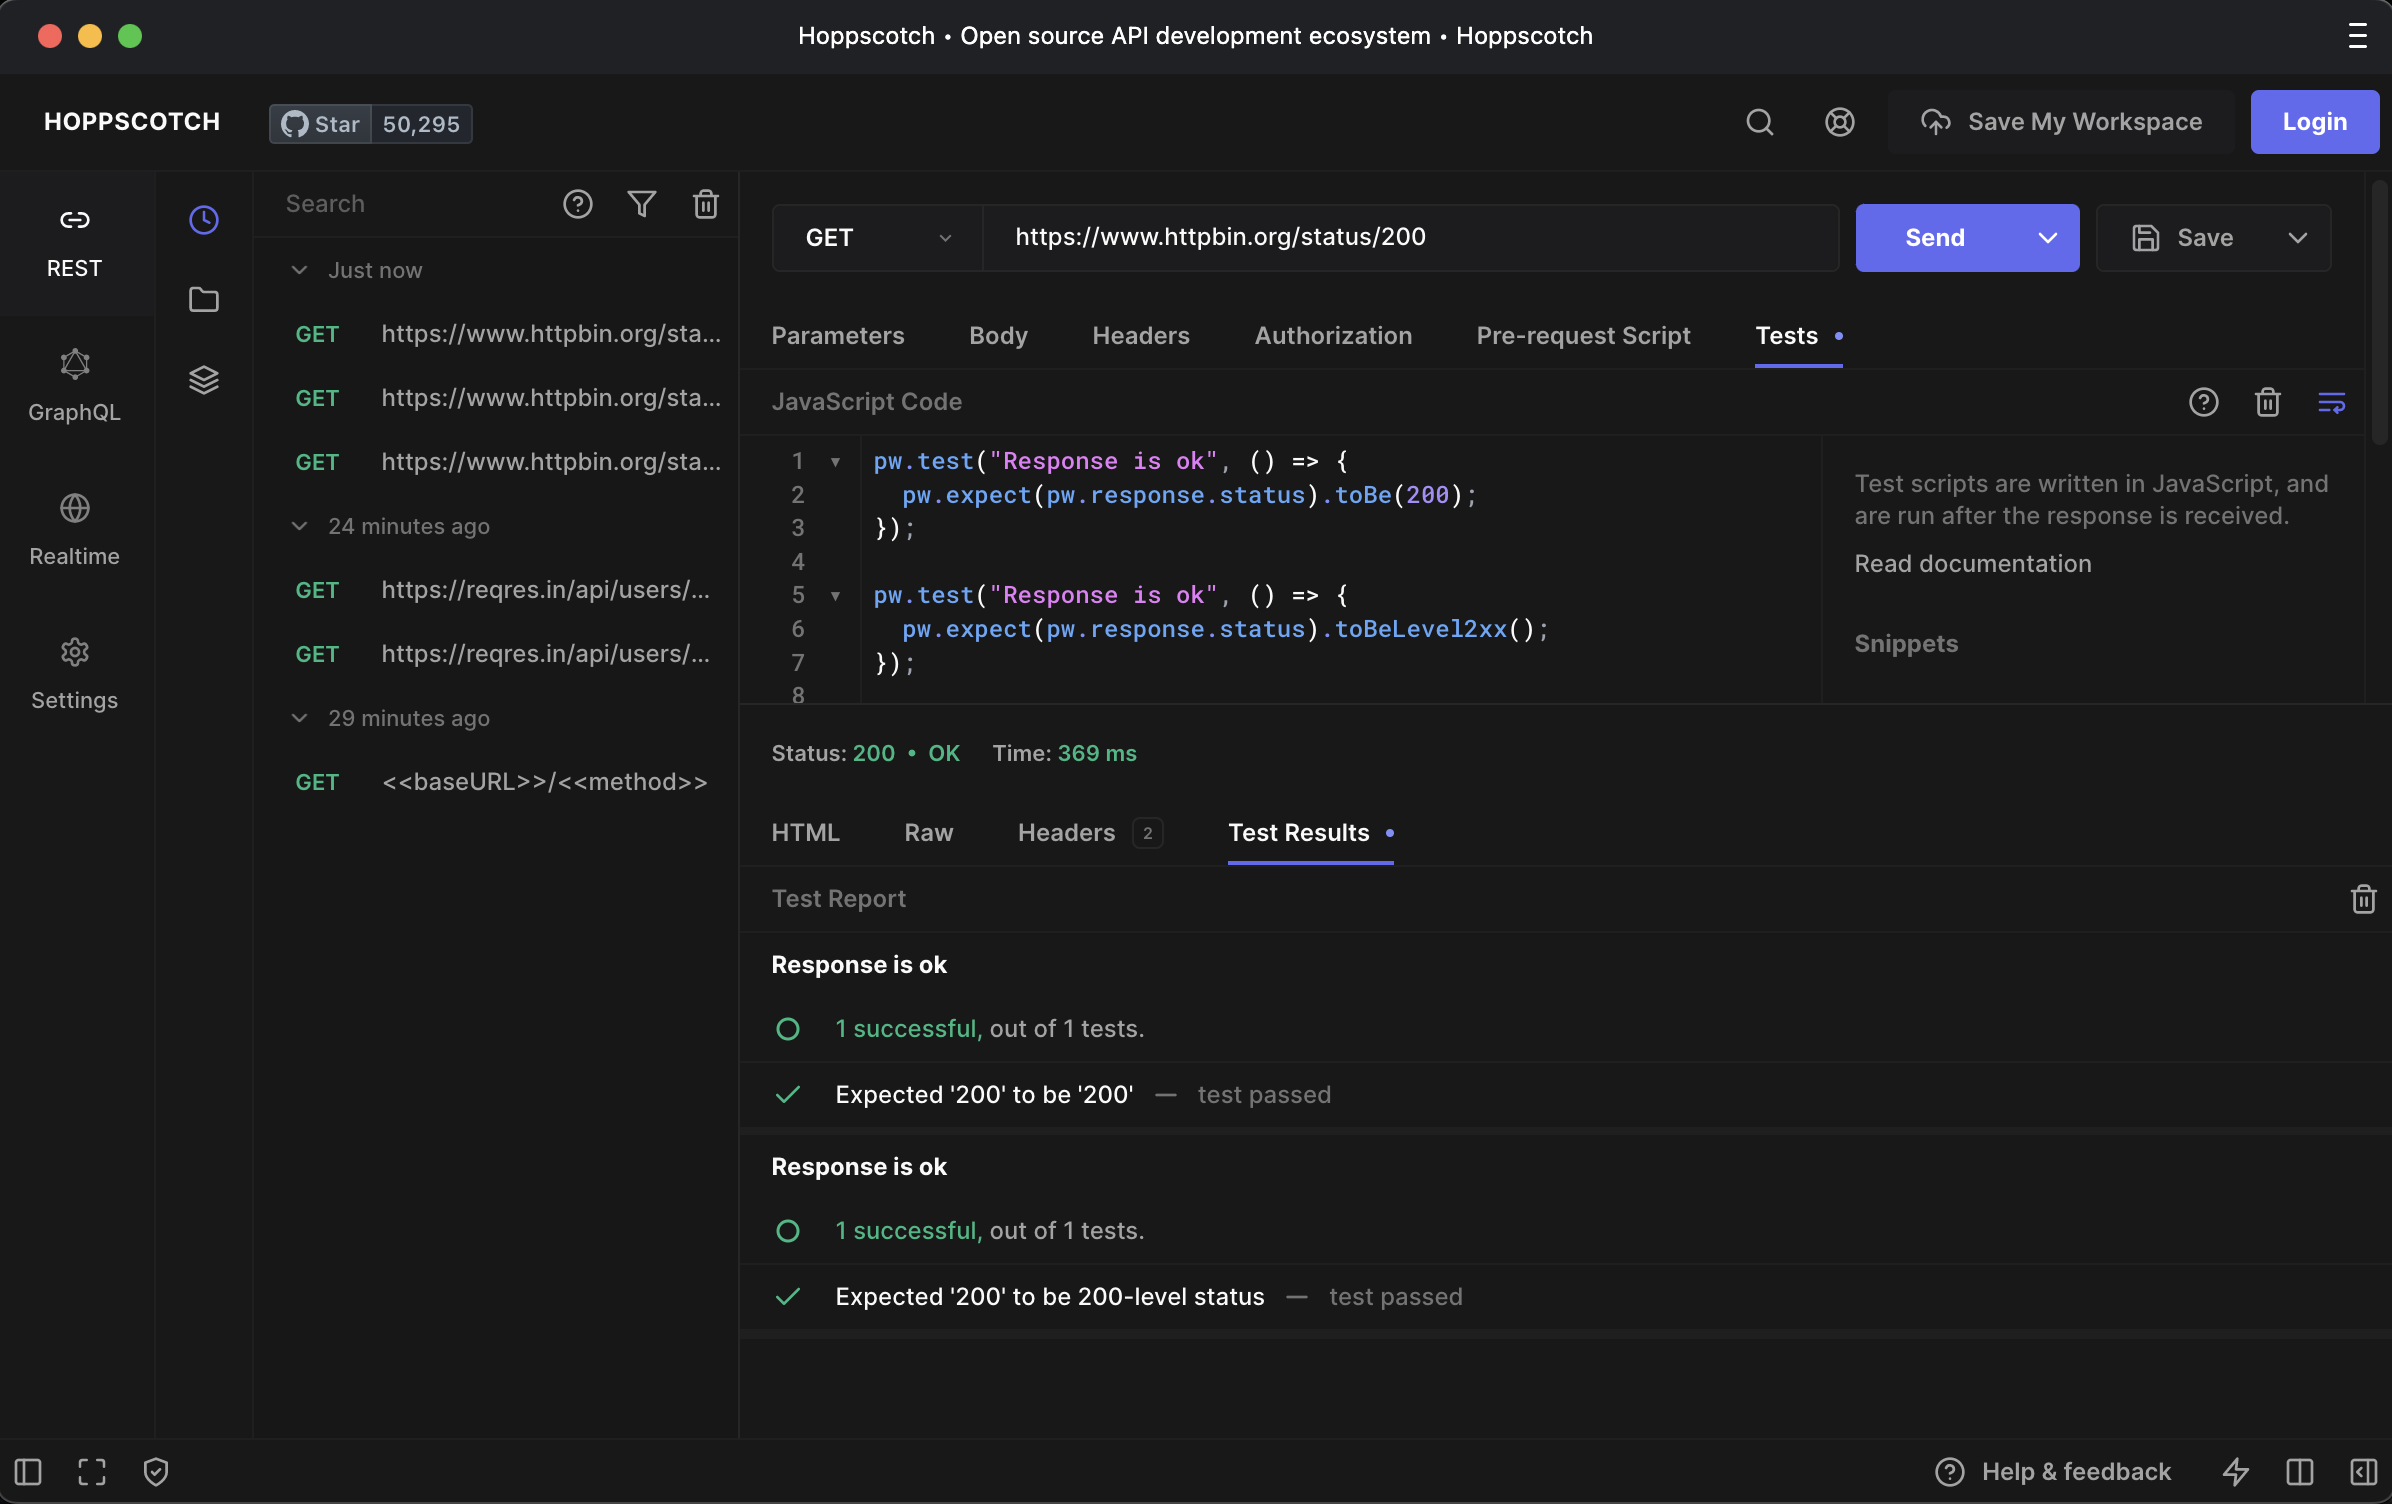 Hoppscotch • Open source API development ecosystem • Hoppscotch
HOPPSCOTCH
Star 50,295
Save My Workspace
Login
REST
GraphQL
Realtime
Settings
Search
Just now
GET https://www.httpbin.org/sta...
GET https://www.httpbin.org/sta...
GET https://www.httpbin.org/sta...
24 minutes ago
GET https://reqres.in/api/users/...
GET https://reqres.in/api/users/...
29 minutes ago
GET <<baseURL>>/<<method>>
GET https://www.httpbin.org/status/200
Send
Save
Parameters Body Headers Authorization Pre-request Script Tests
JavaScript Code
1 pw.test("Response is ok", () => {
2 pw.expect(pw.response.status).toBe(200);
3 });
4
5 pw.test("Response is ok", () => {
6 pw.expect(pw.response.status).toBeLevel2xx();
7 });
8
Test scripts are written in JavaScript, and
are run after the response is received.
Read documentation
Snippets
Status: 200 • OK Time: 369 ms
HTML Raw Headers 2 Test Results
Test Report
Response is ok
1 successful, out of 1 tests.
Expected '200' to be '200' — test passed
Response is ok
1 successful, out of 1 tests.
Expected '200' to be 200-level status — test passed
Help & feedback